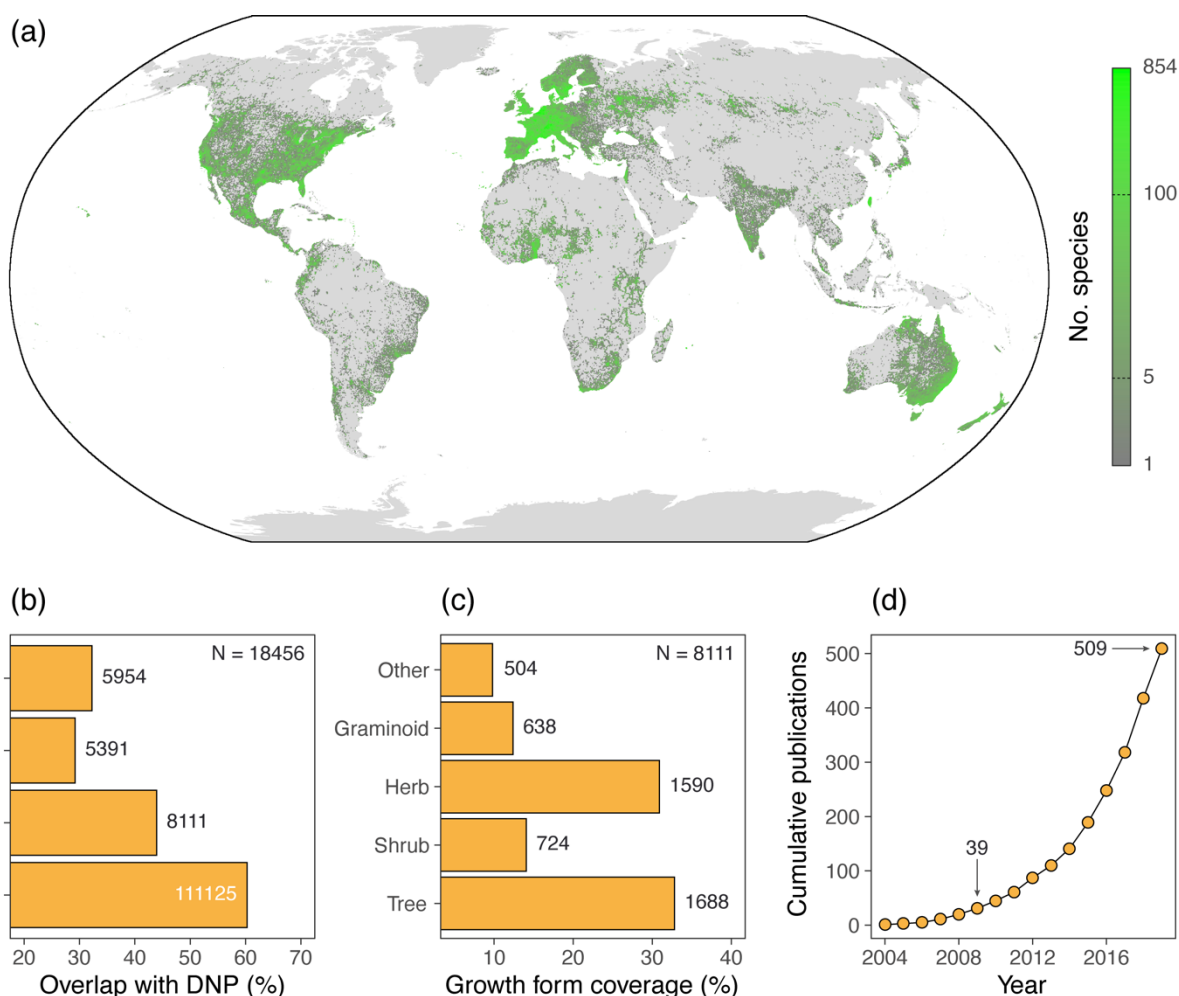 (a)
854
100
5
1
No. species
(b)
N = 18456
5954
5391
8111
111125
20 30 40 50 60 70
Overlap with DNP (%)
(c)
N = 8111
Other 504
Graminoid 638
Herb 1590
Shrub 724
Tree 1688
10 20 30 40
Growth form coverage (%)
(d)
Cumulative publications
500
400
300
200
100
0
509
39
2004 2008 2012 2016
Year